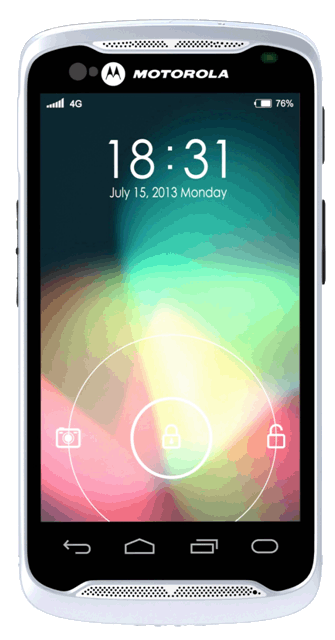 MOTOROLA
4G 76%
18:31
July 15, 2013 Monday